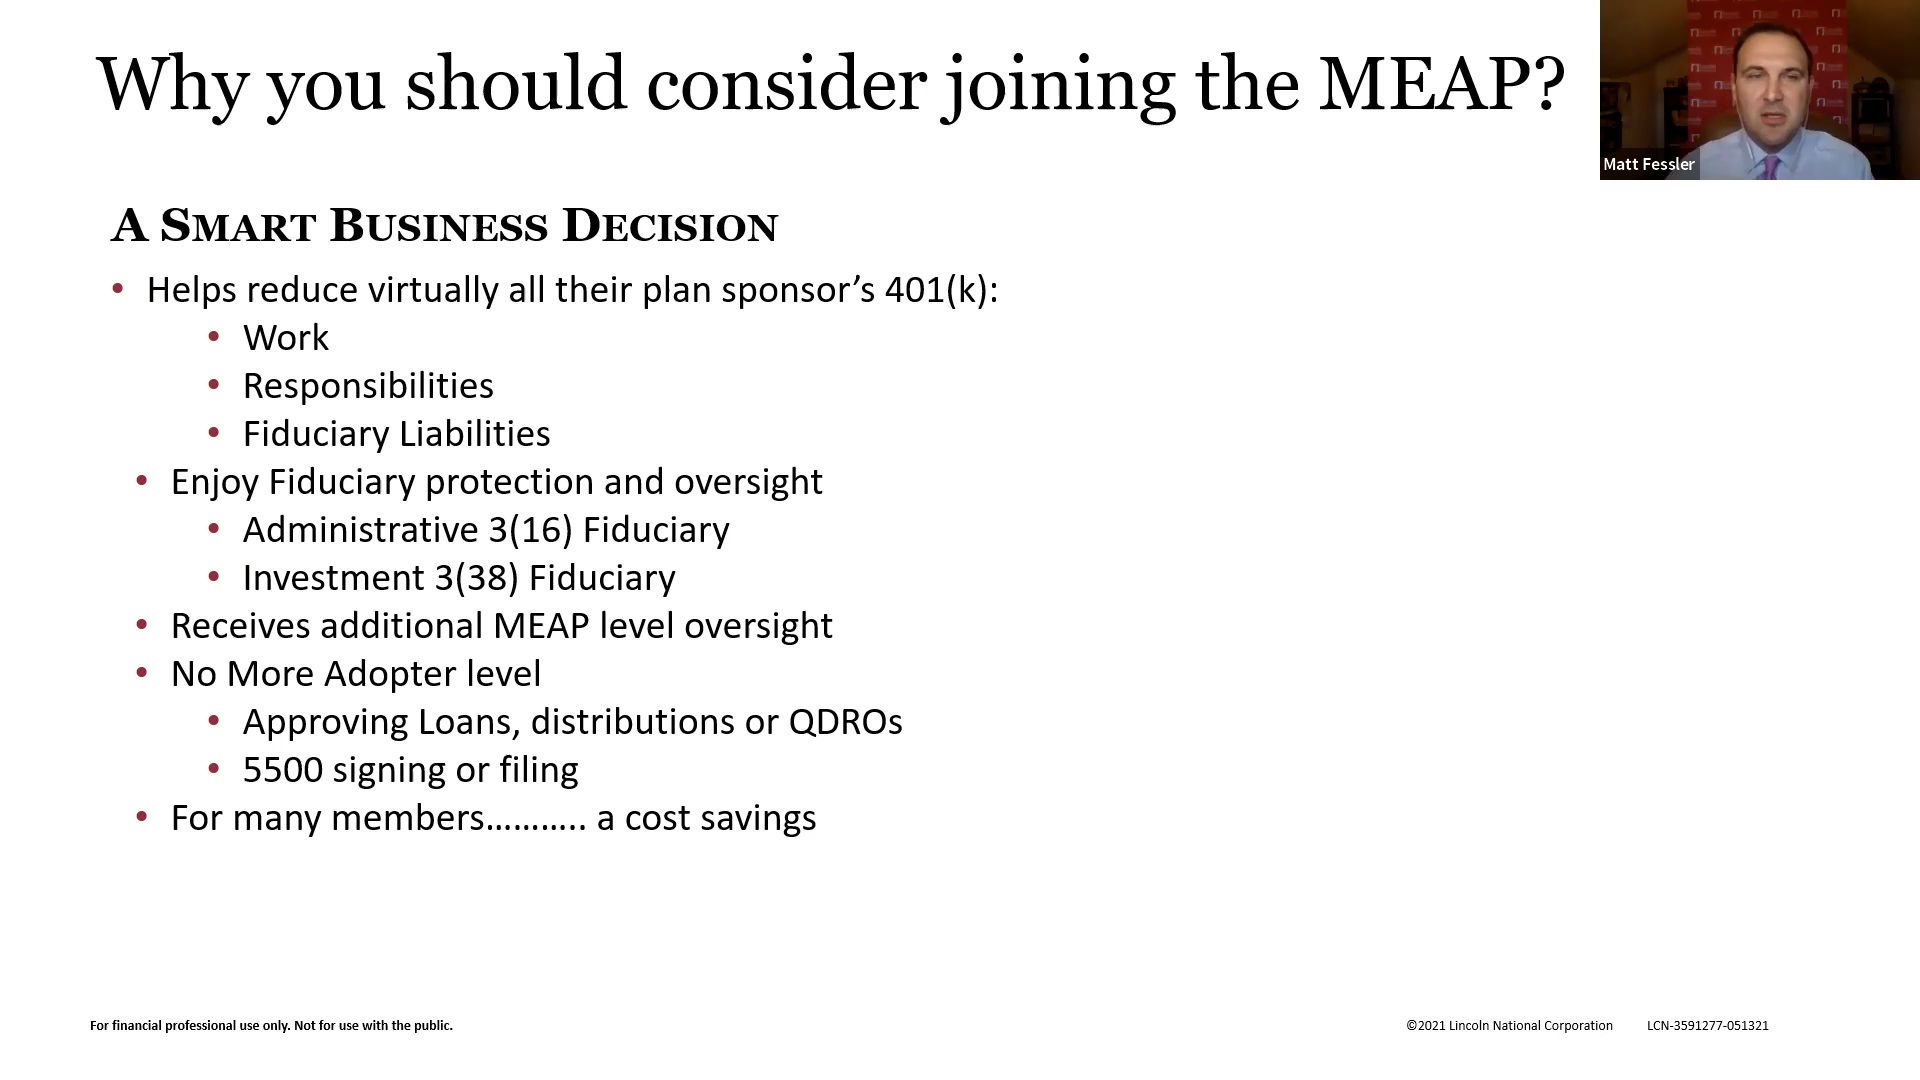 Why you should consider joining the MEAP?
Matt Fessler
A SMART BUSINESS DECISION
• Helps reduce virtually all their plan sponsor’s 401(k):
• Work
• Responsibilities
• Fiduciary Liabilities
• Enjoy Fiduciary protection and oversight
• Administrative 3(16) Fiduciary
• Investment 3(38) Fiduciary
• Receives additional MEAP level oversight
• No More Adopter level
• Approving Loans, distributions or QDROs
• 5500 signing or filing
• For many members……….. a cost savings
For financial professional use only. Not for use with the public.
©2021 Lincoln National Corporation LCN-3591277-051321